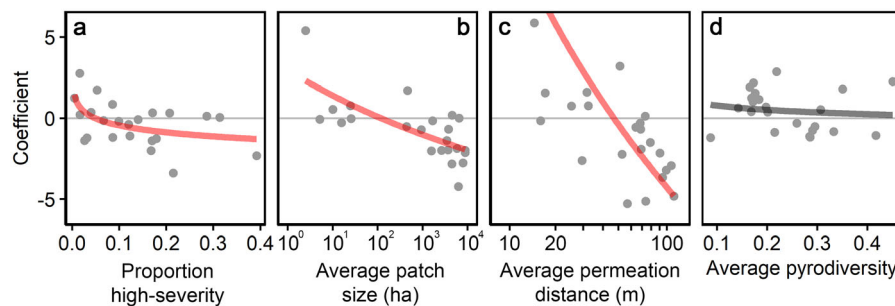 a
b
c
d
Coefficient
5
0
-5
0.0 0.1 0.2 0.3 0.4
10⁰ 10¹ 10² 10³ 10⁴
10 20 100
0.1 0.2 0.3 0.4
Proportion
high-severity
Average patch
size (ha)
Average permeation
distance (m)
Average pyrodiversity